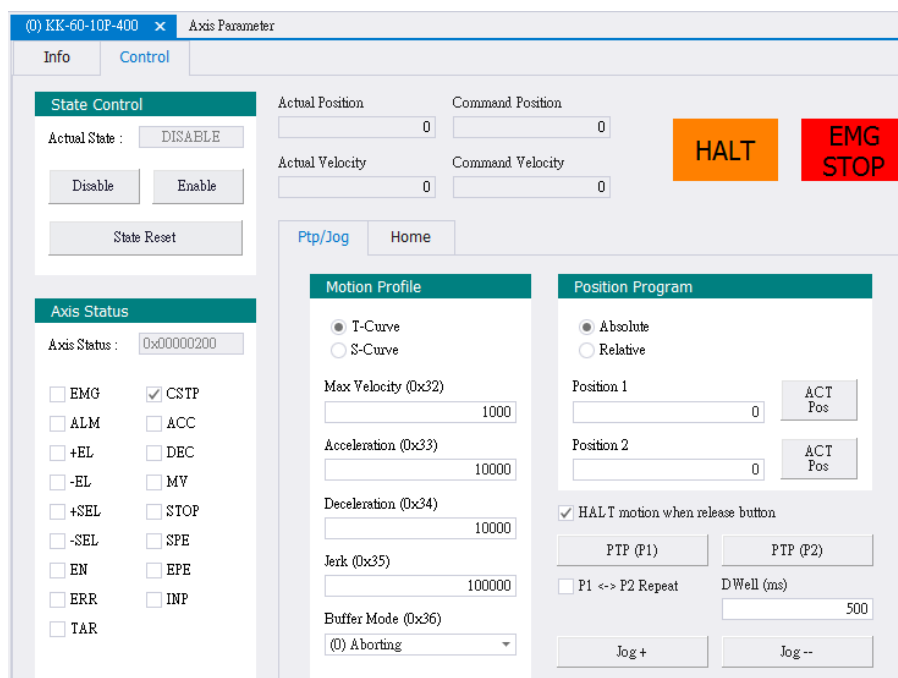 (0) KK-60-10P-400 × Axis Parameter
Info Control
State Control
Actual State : DISABLE
Disable Enable
State Reset
Axis Status
Axis Status : 0x00000200
EMG CSTP
ALM ACC
+EL DEC
-EL MV
+SEL STOP
-SEL SPE
EN EPE
ERR INP
TAR
Actual Position Command Position
0 0
Actual Velocity Command Velocity
0 0
HALT
EMG
STOP
Ptp/Jog Home
Motion Profile
T-Curve
S-Curve
Max Velocity (0x32)
1000
Acceleration (0x33)
10000
Deceleration (0x34)
10000
Jerk (0x35)
100000
Buffer Mode (0x36)
(0) Aborting
Position Program
Absolute
Relative
Position 1
0
ACT
Pos
Position 2
0
ACT
Pos
HALT motion when release button
PTP (P1) PTP (P2)
P1 <-> P2 Repeat DWell (ms)
500
Jog + Jog --